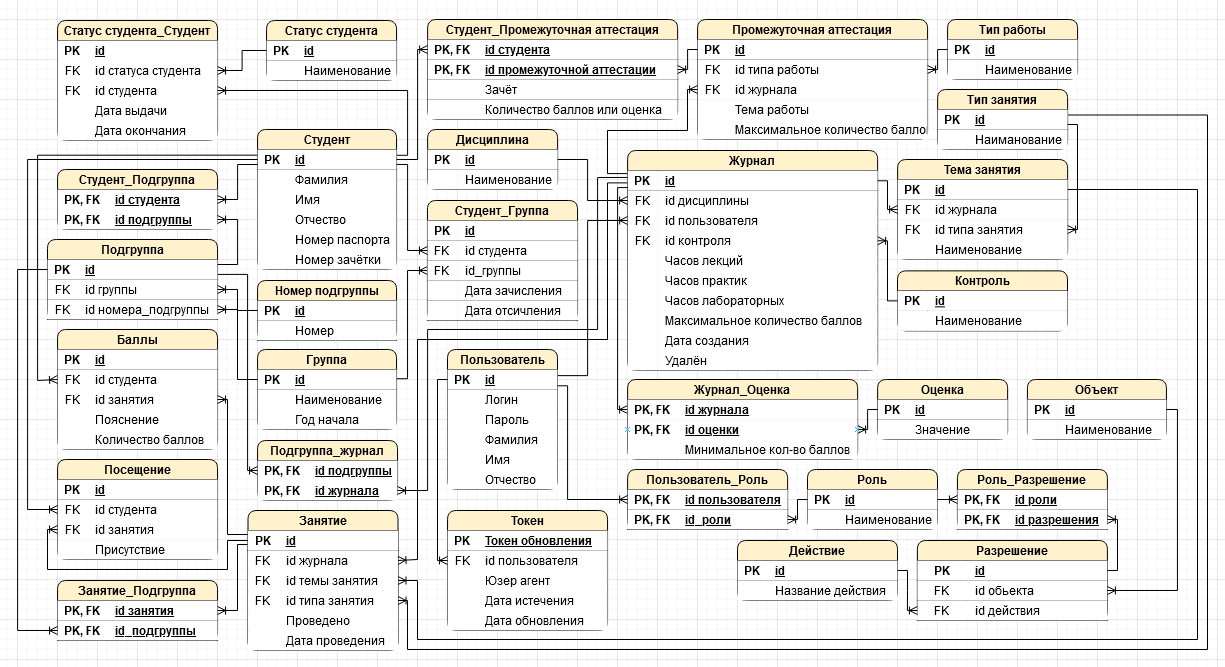 Статус студента_Студент
PK id
FK id статуса студента
FK id студента
Дата выдачи
Дата окончания
Статус студента
PK id
Наименование
Студент_Промежуточная аттестация
PK, FK id студента
PK, FK id промежуточной аттестации
Зачёт
Количество баллов или оценка
Промежуточная аттестация
PK id
FK id типа работы
FK id журнала
Тема работы
Максимальное количество балло
Тип работы
PK id
Наименование
Тип занятия
PK id
Наиманование
Студент
PK id
Фамилия
Имя
Отчество
Номер паспорта
Номер зачётки
Дисциплина
PK id
Наименование
Журнал
PK id
FK id дисциплины
FK id пользователя
FK id контроля
Часов лекций
Часов практик
Часов лабораторных
Максимальное количество баллов
Дата создания
Удалён
Тема занятия
PK id
FK id журнала
FK id типа занятия
Наименование
Студент_Подгруппа
PK, FK id студента
PK, FK id подгруппы
Студент_Группа
PK id
FK id студента
FK id_группы
Дата зачисления
Дата отсичления
Подгруппа
PK id
FK id группы
FK id номера_подгруппы
Номер подгруппы
PK id
Номер
Контроль
PK id
Наименование
Баллы
PK id
FK id студента
FK id занятия
Пояснение
Количество баллов
Группа
PK id
Наименование
Год начала
Пользователь
PK id
Логин
Пароль
Фамилия
Имя
Отчество
Журнал_Оценка
PK, FK id журнала
PK, FK id оценки
Минимальное кол-во баллов
Оценка
PK id
Значение
Объект
PK id
Наименование
Подгруппа_журнал
PK, FK id подгруппы
PK, FK id журнала
Посещение
PK id
FK id студента
FK id занятия
Присутствие
Пользователь_Роль
PK, FK id пользователя
PK, FK id_роли
Роль
PK id
Наименование
Роль_Разрешение
PK, FK id роли
PK, FK id разрешения
Занятие
PK id
FK id журнала
FK id темы занятия
FK id типа занятия
Проведено
Дата проведения
Токен
PK Токен обновления
FK id пользователя
Юзер агент
Дата истечения
Дата обновления
Действие
PK id
Название действия
Разрешение
PK id
FK id обьекта
FK id действия
Занятие_Подгруппа
PK, FK id занятия
PK, FK id_подгруппы